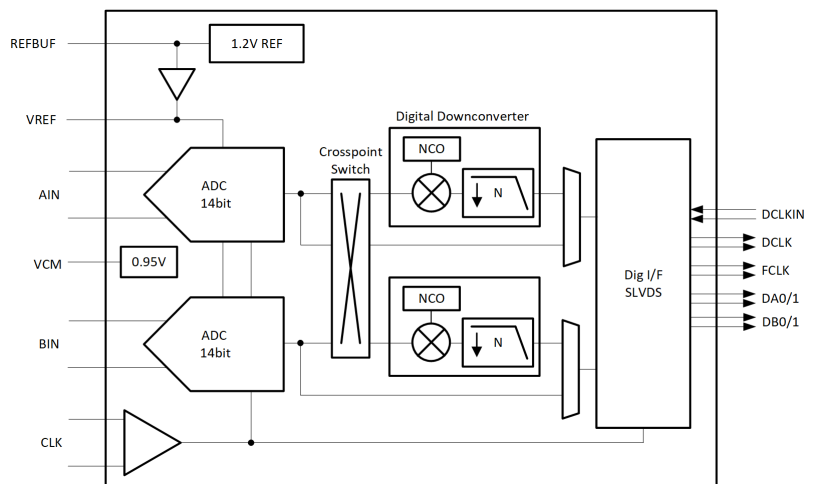 REFBUF
1.2V REF
VREF
Digital Downconverter
NCO
Crosspoint
Switch
ADC
14bit
N
AIN
DCLKIN
DCLK
VCM
0.95V
FCLK
Dig I/F
SLVDS
NCO
DA0/1
DB0/1
ADC
14bit
BIN
N
CLK